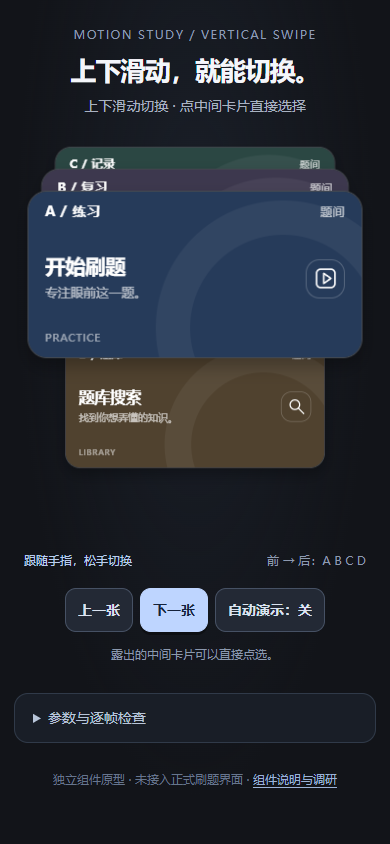 MOTION STUDY / VERTICAL SWIPE
上下滑动，就能切换。
上下滑动切换 · 点中间卡片直接选择
C / 记录 题间
B / 复习 题间
A / 练习 题间
开始刷题
专注眼前这一题。
PRACTICE
题库搜索
找到你想弄懂的知识。
LIBRARY
跟随手指，松手切换 前 → 后：A B C D
上一张 下一张 自动演示：关
露出的中间卡片可以直接点选。
▶ 参数与逐帧检查
独立组件原型 · 未接入正式刷题界面 · 组件说明与调研